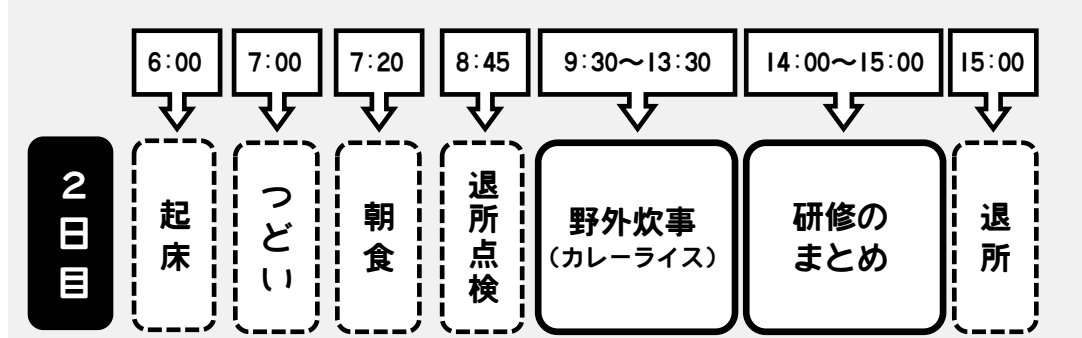 6:00
7:00
7:20
8:45
9:30〜13:30
14:00〜15:00
15:00
2日目
起床
つどい
朝食
退所点検
野外炊事
（カレーライス）
研修の
まとめ
退所